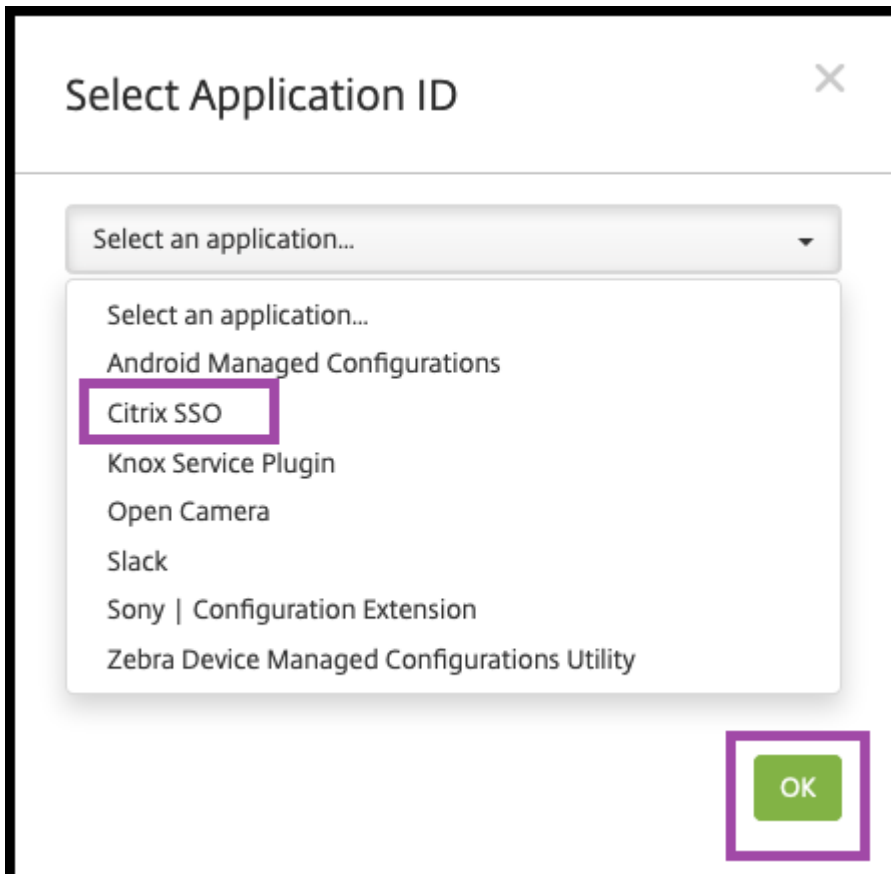 Select Application ID
Select an application...
Select an application...
Android Managed Configurations
Citrix SSO
Knox Service Plugin
Open Camera
Slack
Sony | Configuration Extension
Zebra Device Managed Configurations Utility
OK